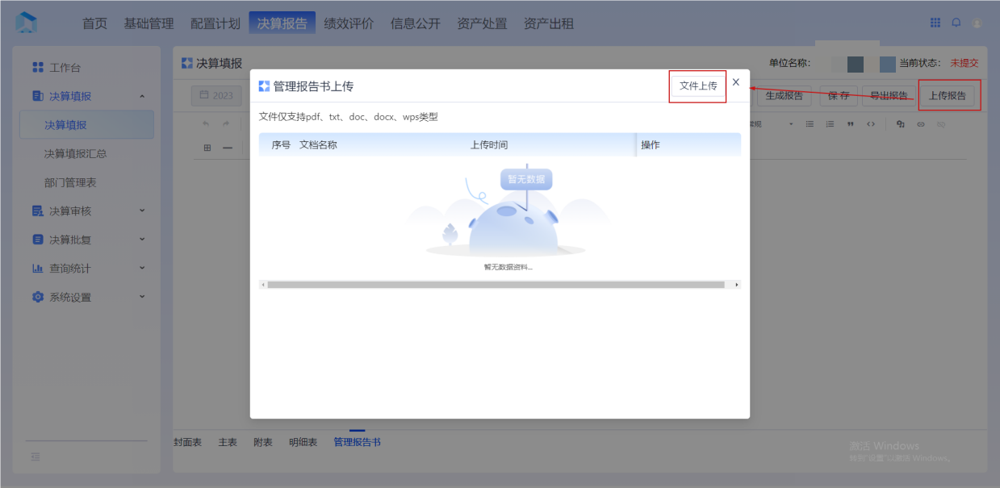 首页 基础管理 配置计划 决算报告 绩效评价 信息公开 资产处置 资产出租
工作台
决算填报
决算填报
决算填报汇总
部门管理表
决算审核
决算批复
查询统计
系统设置
决算填报
单位名称: 当前状态: 未提交
2023
生成报告 保存 导出报告 上传报告
管理报告书上传
文件上传 X
文件仅支持pdf、txt、doc、docx、wps类型
序号 文档名称 上传时间 操作
暂无数据
暂无数据资料...
封面表 主表 附表 明细表 管理报告书
激活 Windows
转到"设置"以激活 Windows。